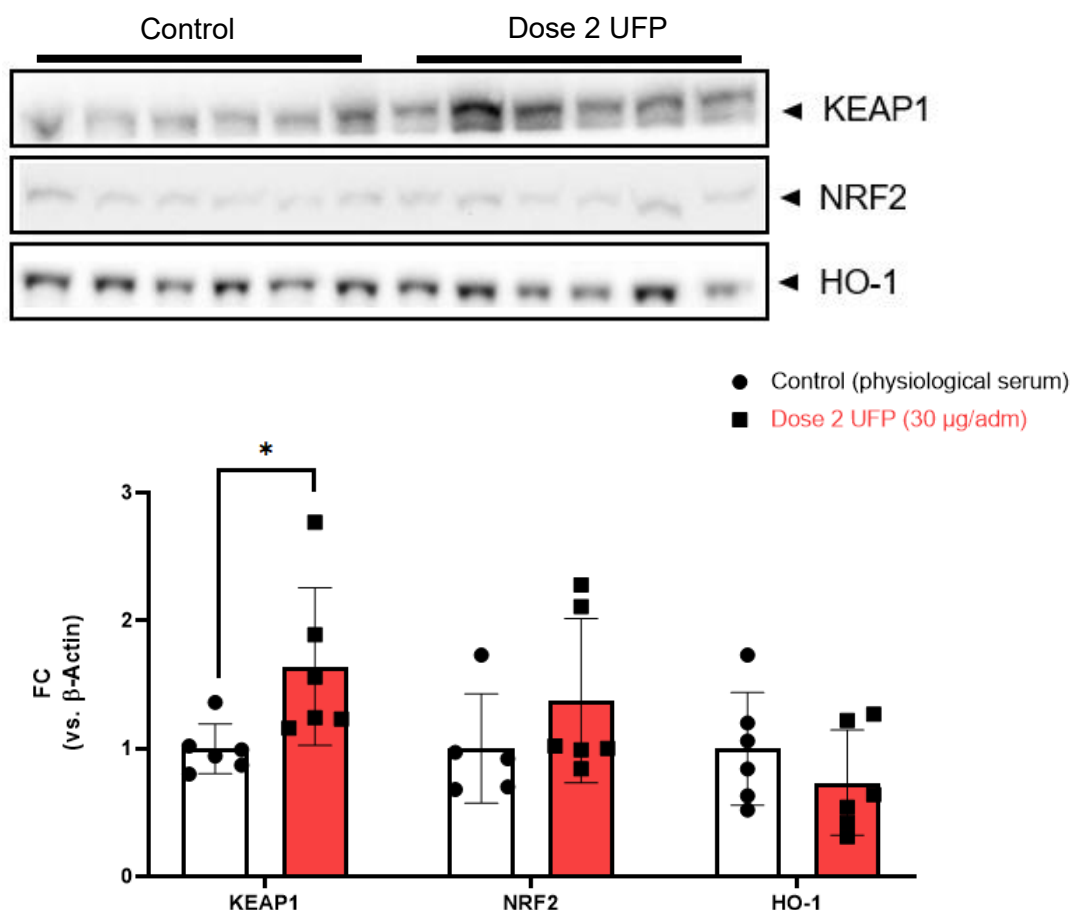 Control
Dose 2 UFP
KEAP1
NRF2
HO-1
Control (physiological serum)
Dose 2 UFP (30 µg/adm)
*
3
2
1
0
FC
(vs. β-Actin)
KEAP1
NRF2
HO-1